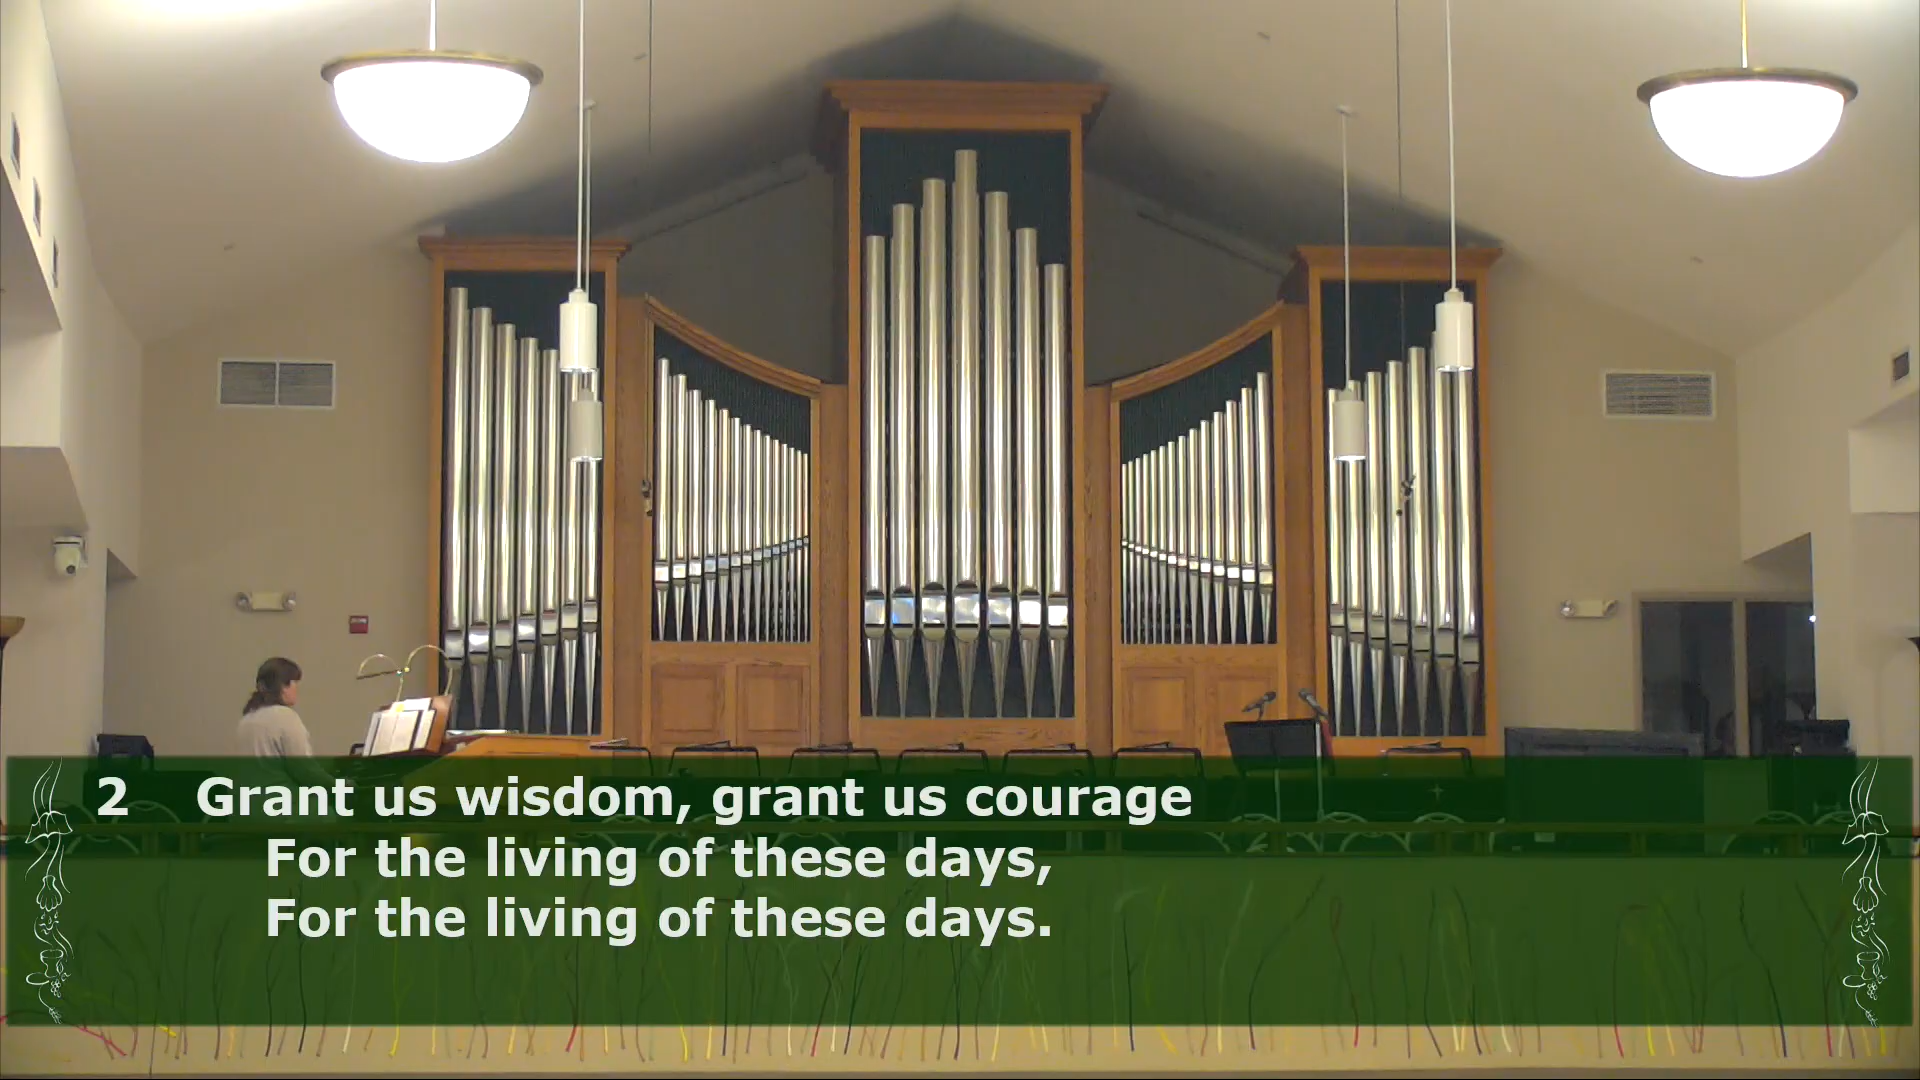 2 Grant us wisdom, grant us courage
For the living of these days,
For the living of these days.